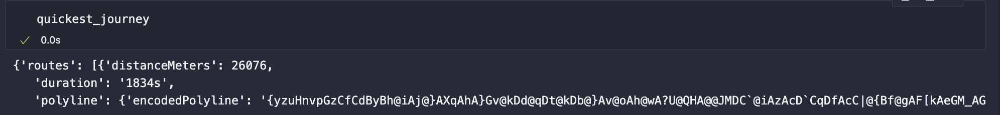 quickest_journey
0.0s
{'routes': [{'distanceMeters': 26076,
'duration': '1834s',
'polyline': {'encodedPolyline': '{yzuHnvpGzCfCdByBh@iAj@}AXqAhA}Gv@kDd@qDt@kDb@}Av@oAh@wA?U@QHA@@JMDC`@iAzAcD`CqDfAcC|@{Bf@gAF[kAeGM_AG